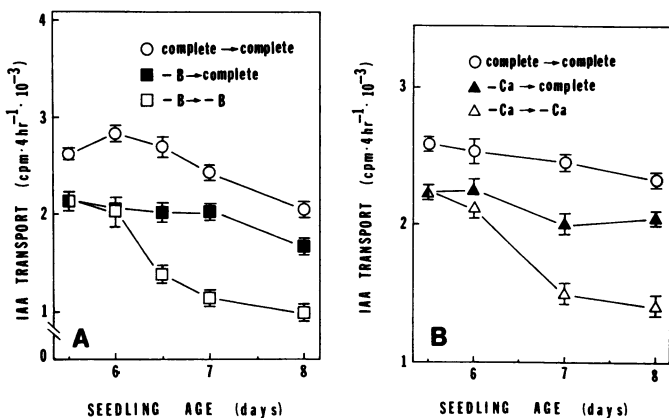 4
3
2
1
0
IAA TRANSPORT (cpm·4hr⁻¹·10⁻³)
complete → complete
–B → complete
–B → –B
A
6
7
8
SEEDLING AGE (days)
3
2
1
IAA TRANSPORT (cpm·4hr⁻¹·10⁻³)
complete → complete
–Ca → complete
–Ca → –Ca
B
6
7
8
SEEDLING AGE (days)